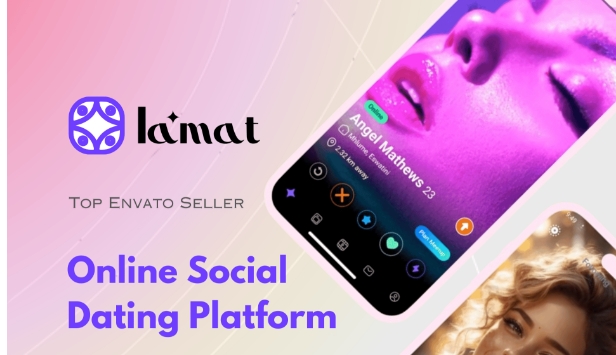 lamat
TOP ENVATO SELLER
Online Social
Dating Platform
Online
Angel Mathews 23
2.32 km away